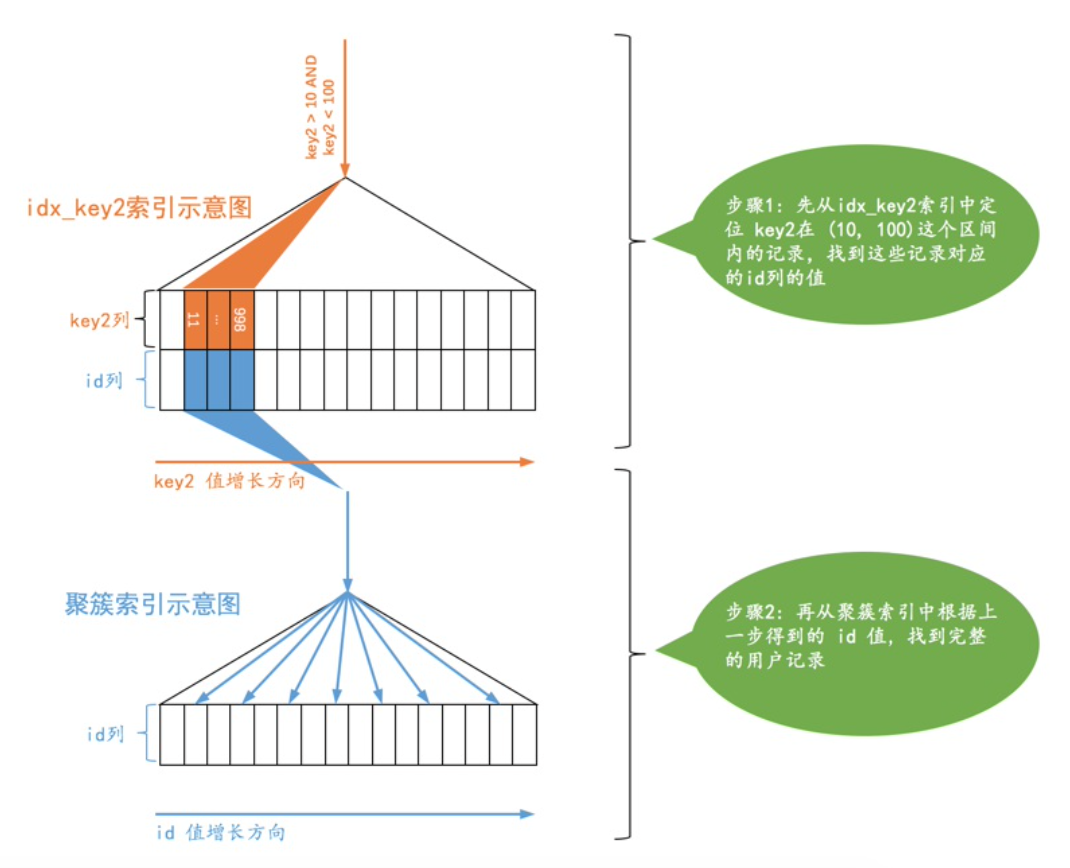 key2 > 10 AND
key2 < 100
idx_key2索引示意图
key2列
11
...
998
id列
key2 值增长方向
步骤1: 先从idx_key2索引中定
位 key2在 (10, 100)这个区间
内的记录, 找到这些记录对应
的id列的值
聚簇索引示意图
id列
id 值增长方向
步骤2: 再从聚簇索引中根据上
一步得到的 id 值, 找到完整
的用户记录